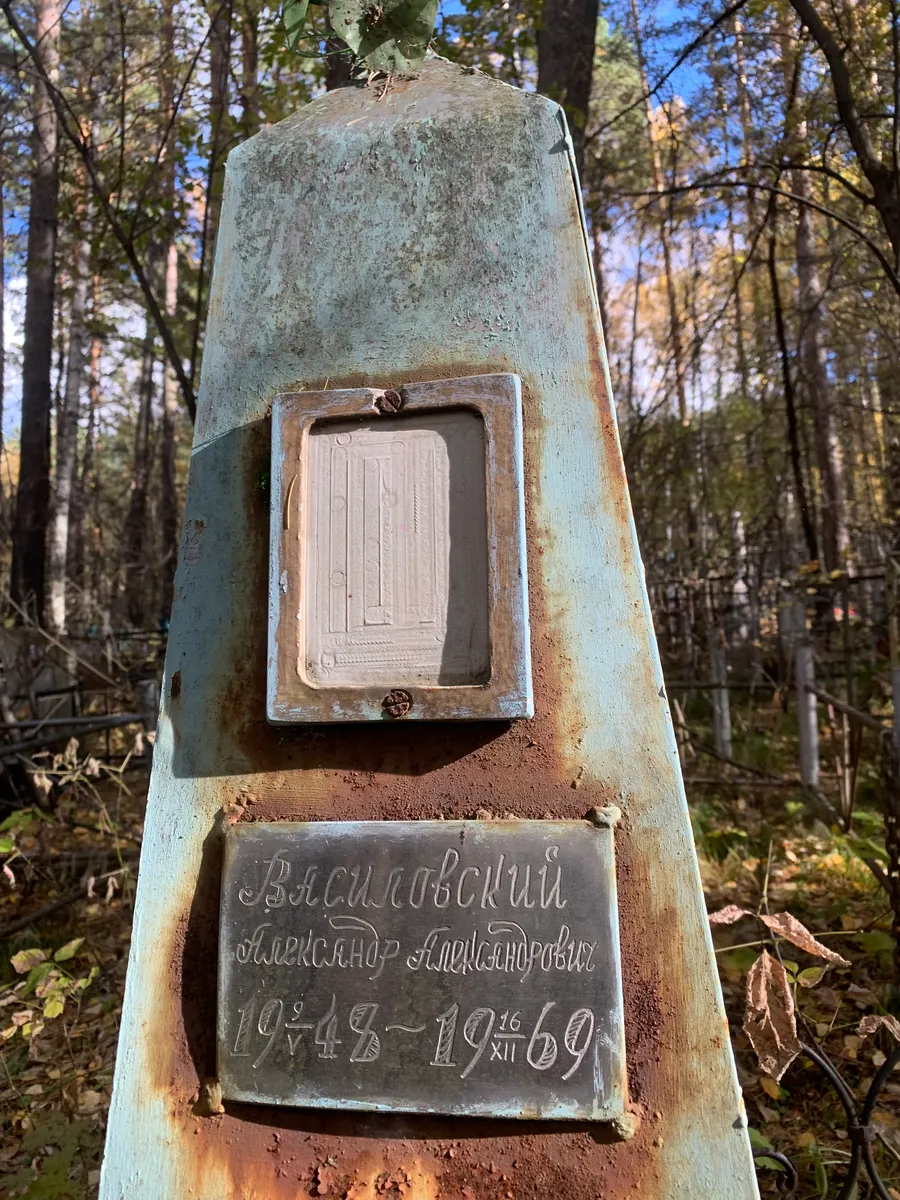 Василовский
Александр Александрович
19 9/V 48 ~ 19 16/XII 69